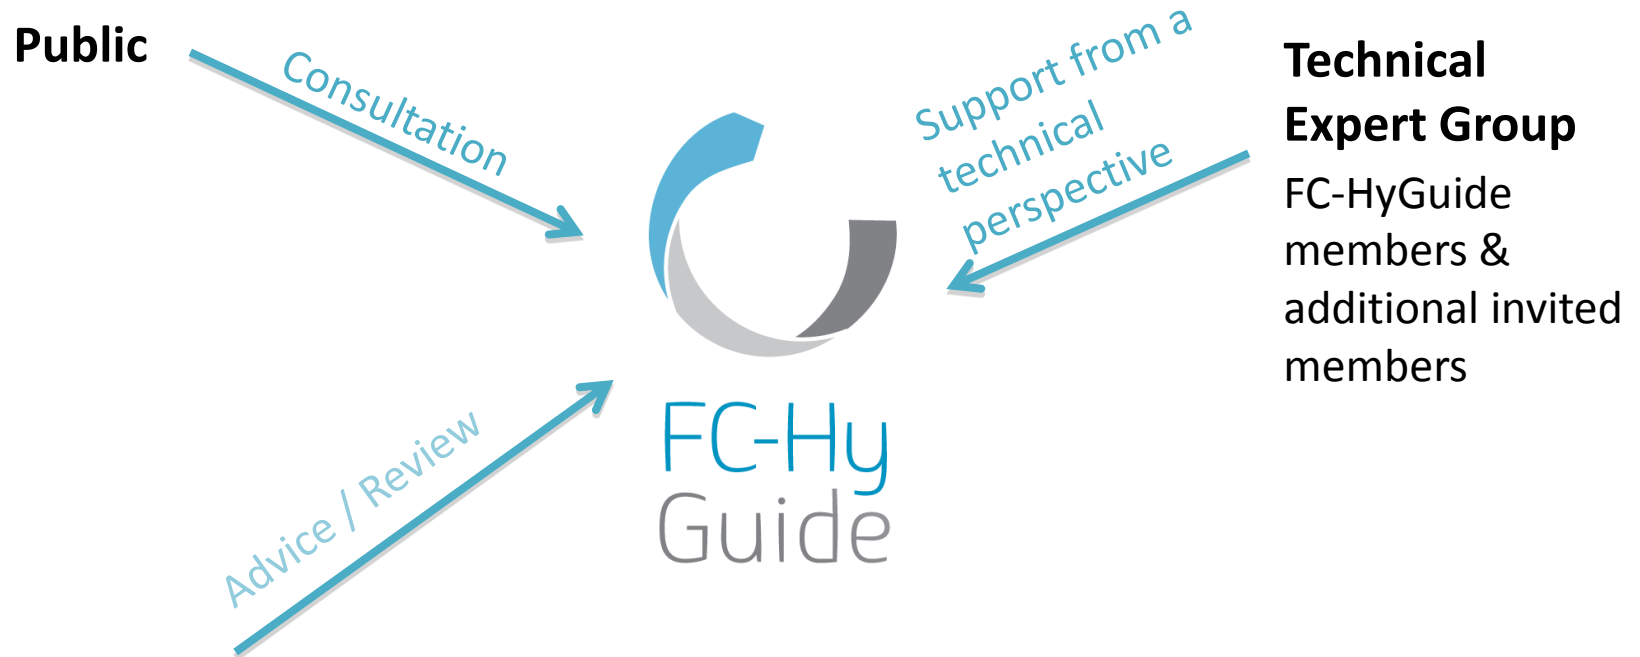 Public
Consultation
Support from a
technical
perspective
Technical
Expert Group
FC-HyGuide
members &
additional invited
members
Advice / Review
FC-Hy
Guide